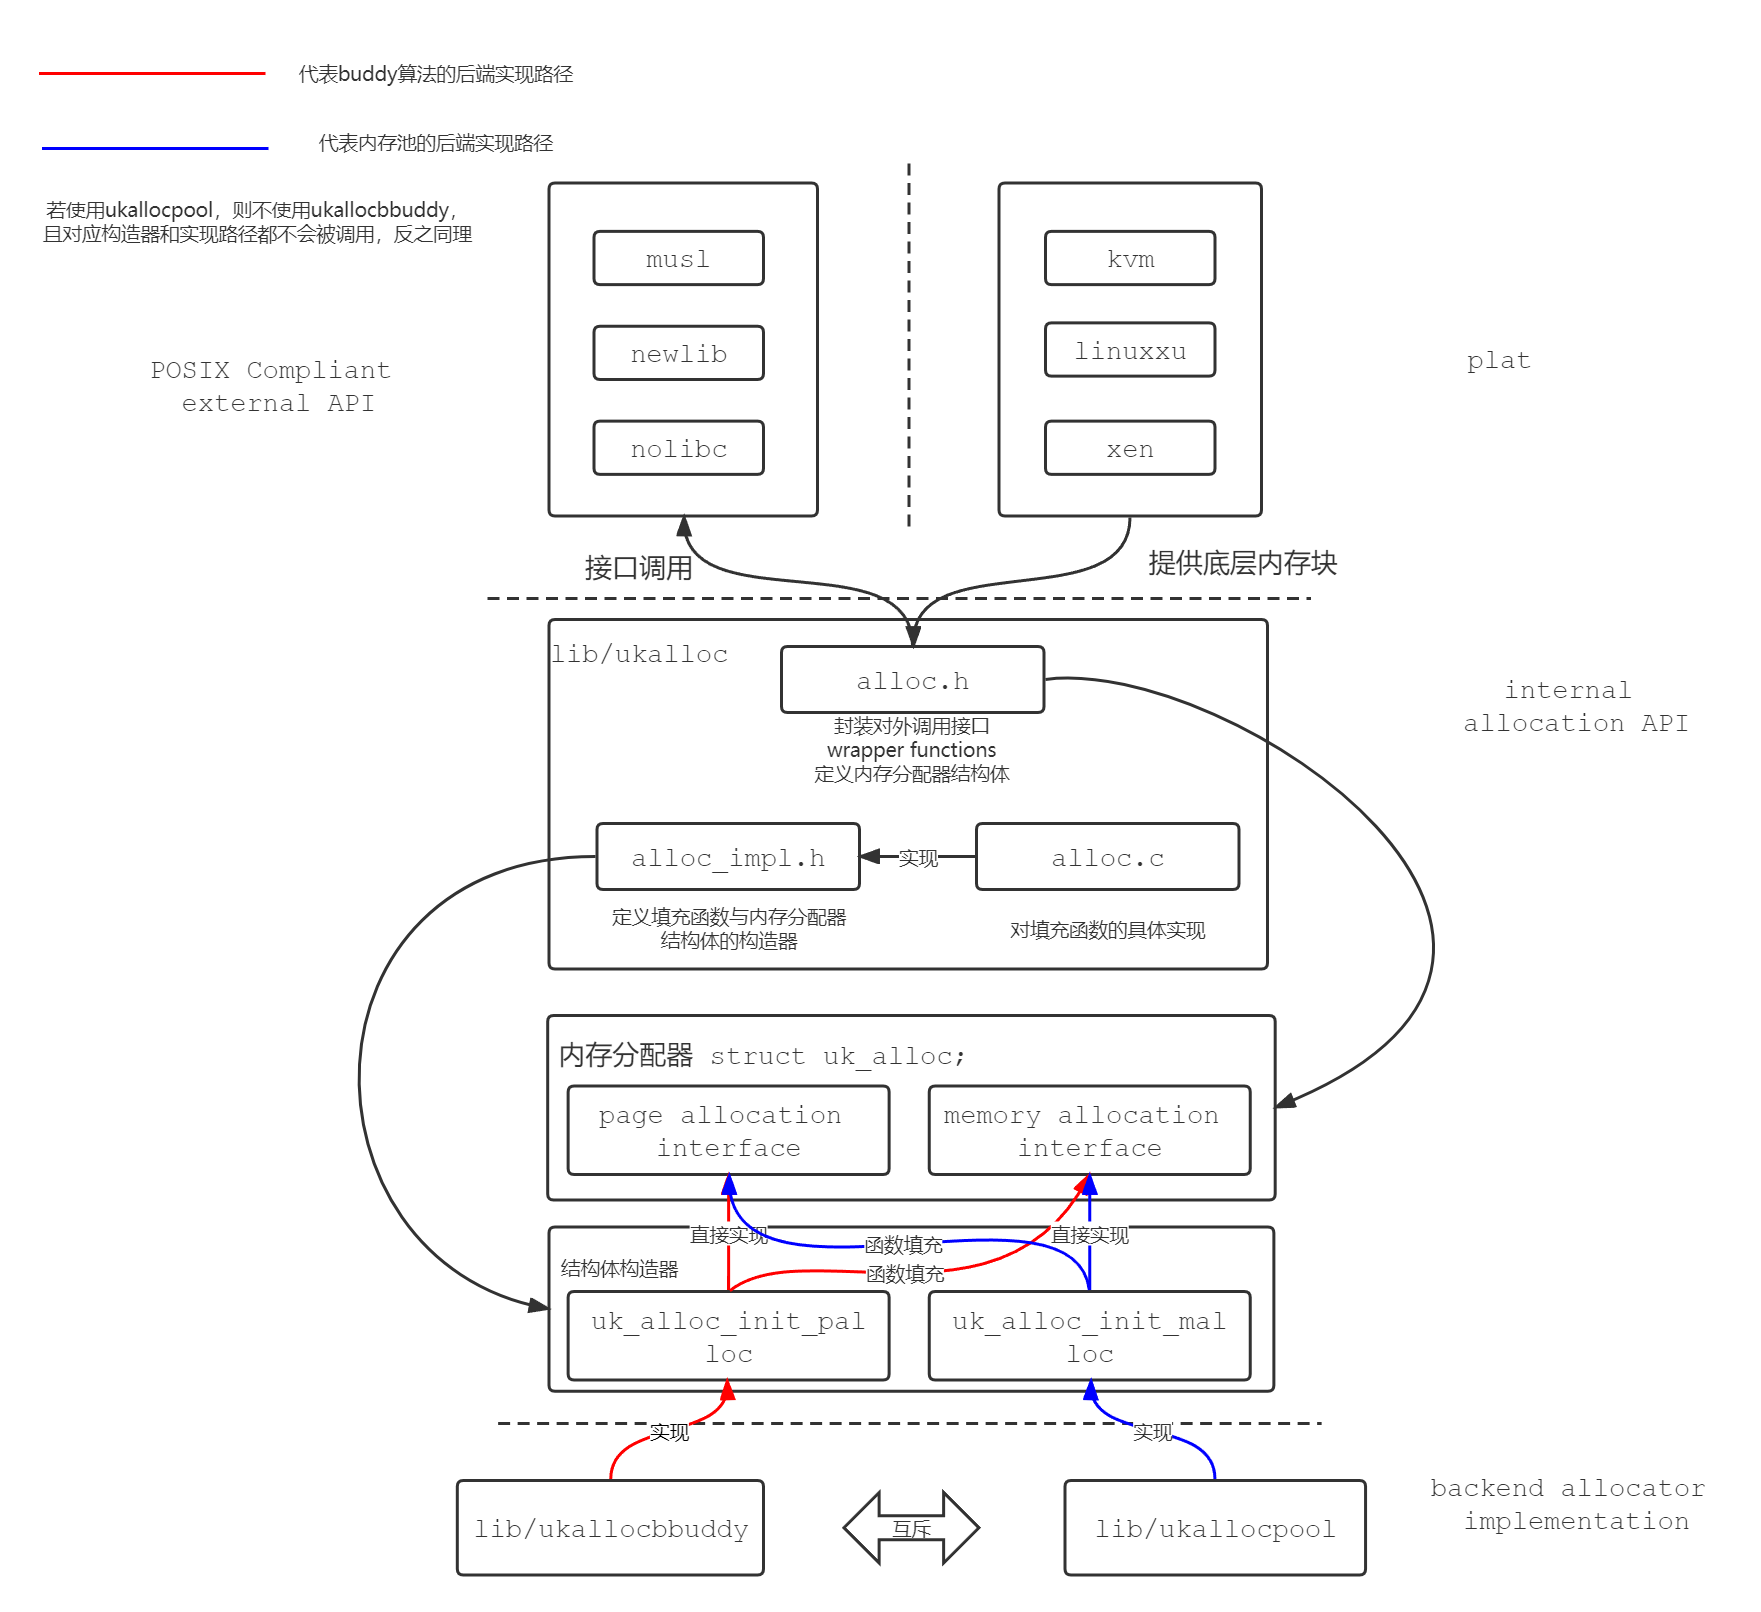 代表buddy算法的后端实现路径
代表内存池的后端实现路径
若使用ukallocpool，则不使用ukallocbbuddy，
且对应构造器和实现路径都不会被调用，反之同理
musl
newlib
nolibc
kvm
linuxxu
xen
POSIX Compliant
external API
plat
接口调用
提供底层内存块
lib/ukalloc
alloc.h
封装对外调用接口
wrapper functions
定义内存分配器结构体
internal
allocation API
alloc_impl.h
实现
alloc.c
定义填充函数与内存分配器
结构体的构造器
对填充函数的具体实现
内存分配器 struct uk_alloc;
page allocation
interface
memory allocation
interface
直接实现
函数填充
直接实现
结构体构造器
函数填充
uk_alloc_init_pal
loc
uk_alloc_init_mal
loc
实现
实现
lib/ukallocbbuddy
互斥
lib/ukallocpool
backend allocator
implementation